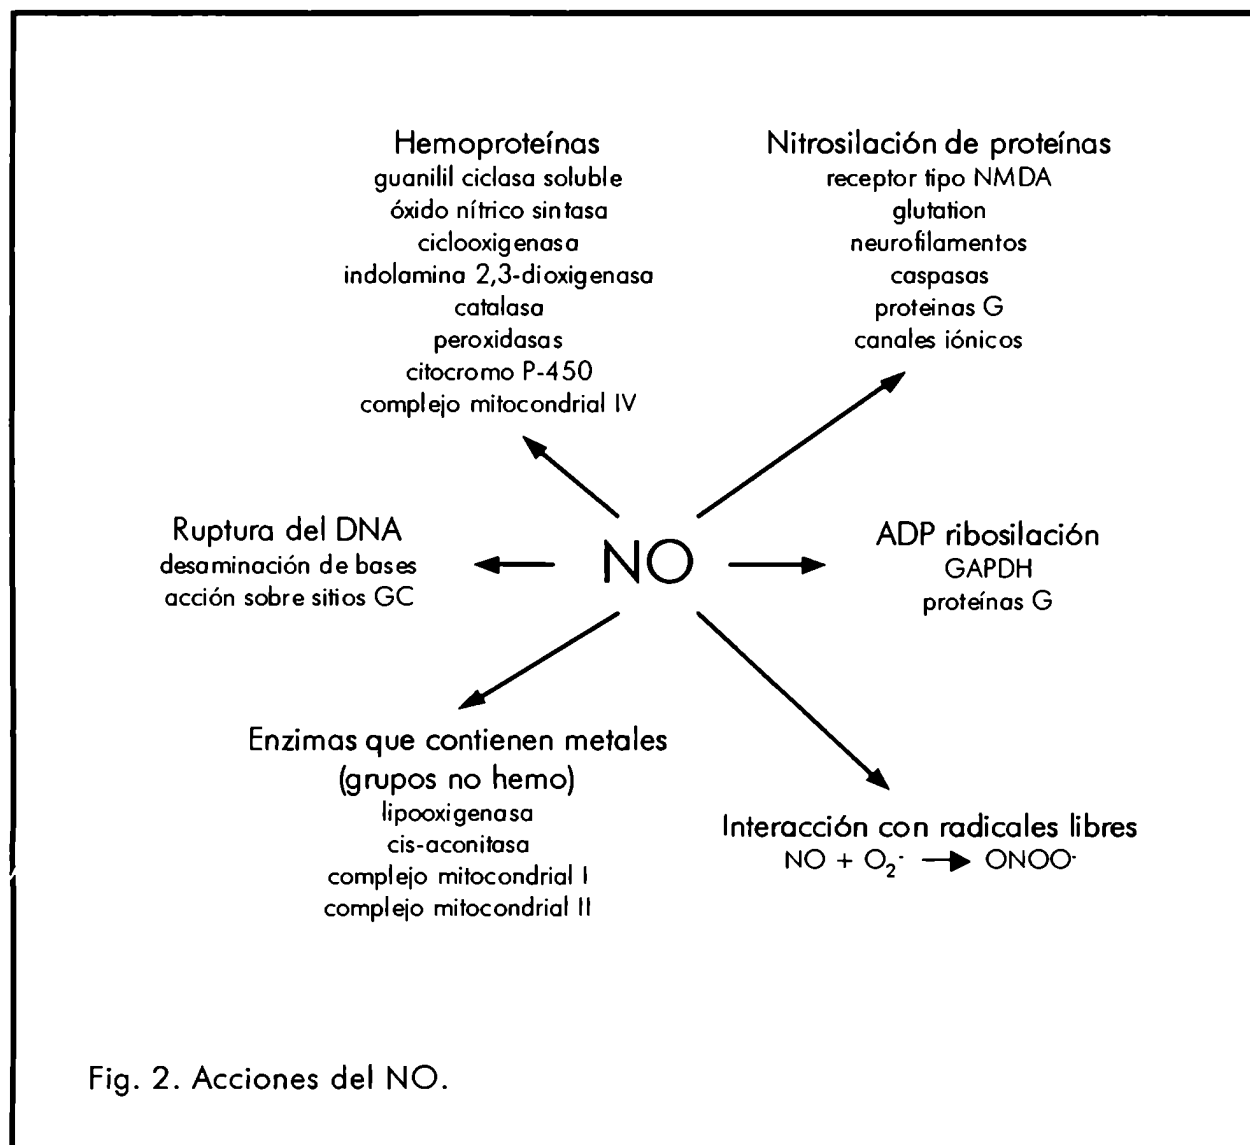 Hemoproteínas
guanilil ciclasa soluble
óxido nítrico sintasa
ciclooxigenasa
indolamina 2,3-dioxigenasa
catalasa
peroxidasas
citocromo P-450
complejo mitocondrial IV
Nitrosilación de proteínas
receptor tipo NMDA
glutation
neurofilamentos
caspasas
proteinas G
canales iónicos
Ruptura del DNA
desaminación de bases
acción sobre sitios GC
NO
ADP ribosilación
GAPDH
proteínas G
Enzimas que contienen metales
(grupos no hemo)
lipooxigenasa
cis-aconitasa
complejo mitocondrial I
complejo mitocondrial II
Interacción con radicales libres
NO + O₂⁻ → ONOO⁻
Fig. 2. Acciones del NO.